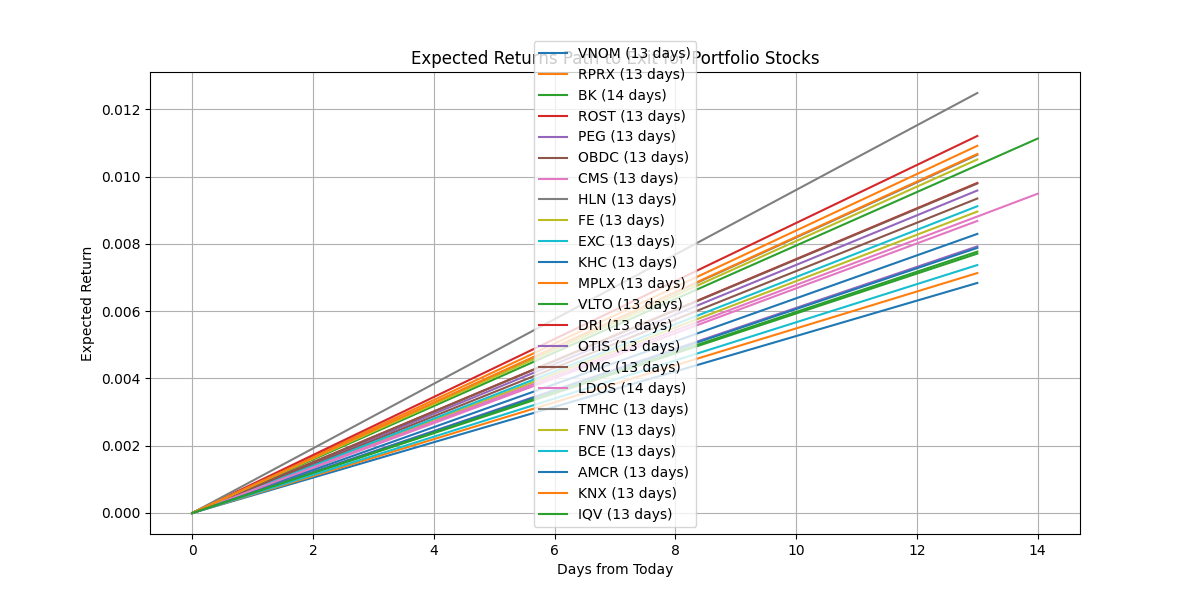 Expected Returns Path to Exit for Portfolio Stocks
VNOM (13 days)
RPRX (13 days)
BK (14 days)
ROST (13 days)
PEG (13 days)
OBDC (13 days)
CMS (13 days)
HLN (13 days)
FE (13 days)
EXC (13 days)
KHC (13 days)
MPLX (13 days)
VLTO (13 days)
DRI (13 days)
OTIS (13 days)
OMC (13 days)
LDOS (14 days)
TMHC (13 days)
FNV (13 days)
BCE (13 days)
AMCR (13 days)
KNX (13 days)
IQV (13 days)
Expected Return
0.012
0.010
0.008
0.006
0.004
0.002
0.000
0 2 4 6 8 10 12 14
Days from Today